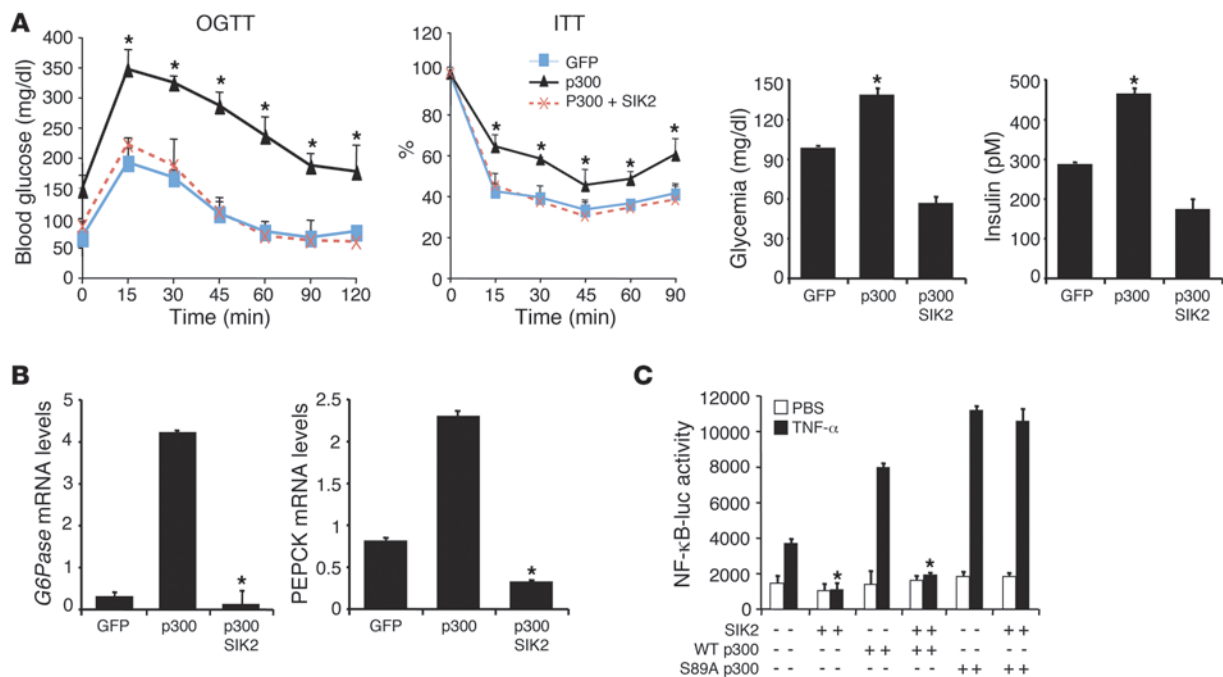 A
OGTT
Blood glucose (mg/dl)
400
350
300
250
200
150
100
50
0
* * * * * * *
0 15 30 45 60 90 120
Time (min)
ITT
GFP
p300
P300 + SIK2
%
120
100
80
60
40
20
0
* * * * *
0 15 30 45 60 90
Time (min)
Glycemia (mg/dl)
150
120
90
60
30
0
*
GFP p300 p300
SIK2
Insulin (pM)
500
400
300
200
100
0
*
GFP p300 p300
SIK2
B
G6Pase mRNA levels
5
4
3
2
1
0
*
GFP p300 p300
SIK2
PEPCK mRNA levels
2.5
2
1.5
1
0.5
0
*
GFP p300 p300
SIK2
C
PBS
TNF-α
NF-κB-luc activity
12000
10000
8000
6000
4000
2000
0
* *
SIK2 - - + + - - + + - - + +
WT p300 - - - - + + + + - - - -
S89A p300 - - - - - - - - + + + +